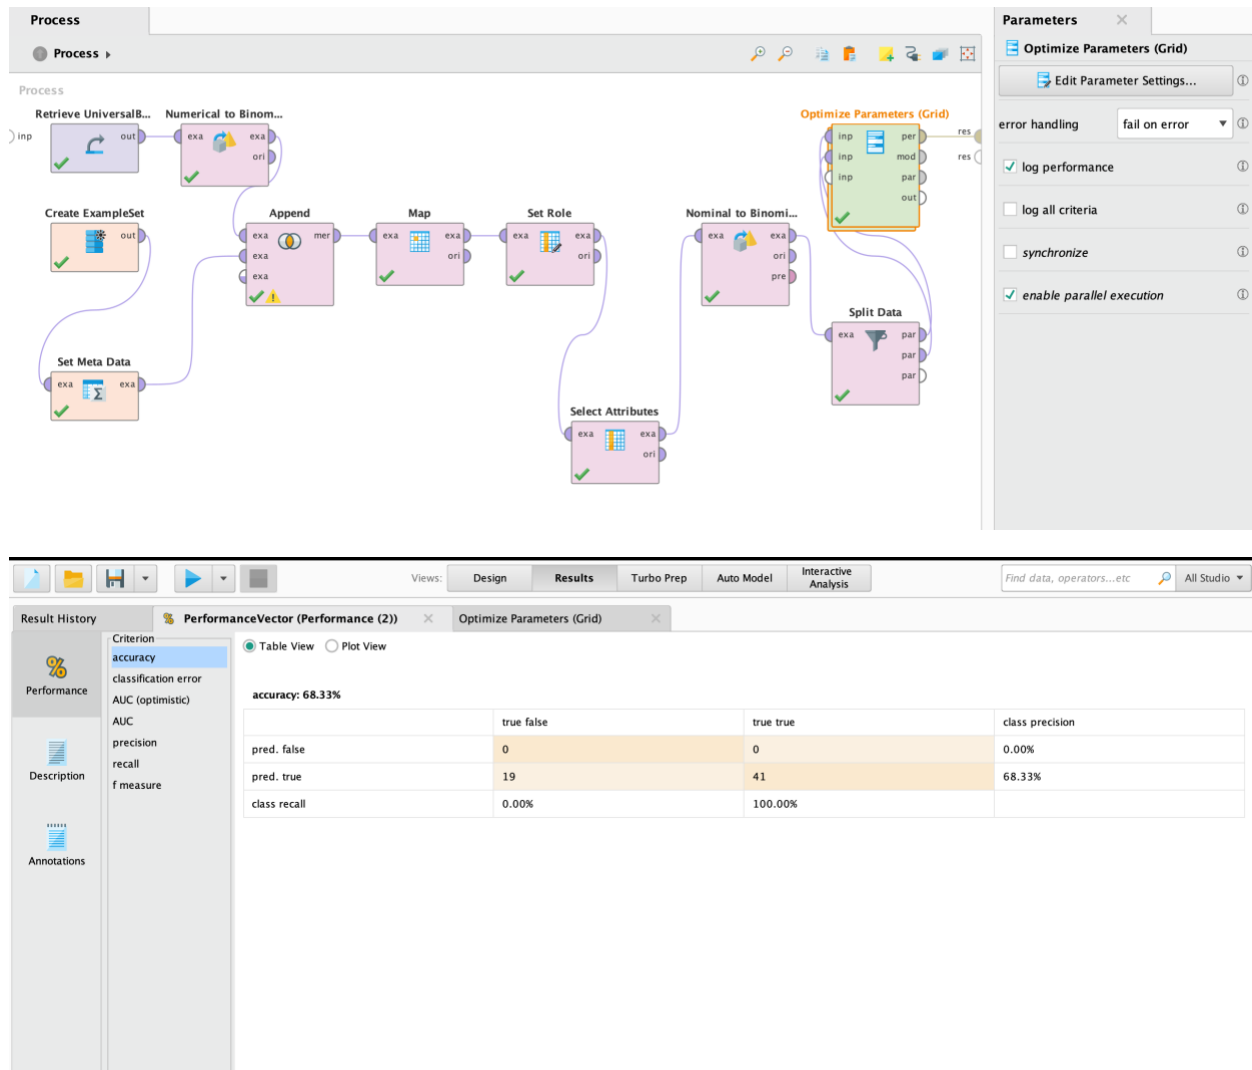 Process
Process
Process
inp
Retrieve UniversalB...
out
Numerical to Binom...
exa exa
ori
Create ExampleSet
out
Append
exa mer
exa
exa
Map
exa exa
ori
Set Role
exa exa
ori
Set Meta Data
exa exa
Select Attributes
exa exa
ori
Nominal to Binomi...
exa exa
ori
pre
Split Data
exa par
par
par
Optimize Parameters (Grid)
inp per
inp mod
inp par
out
res
res
Parameters
Optimize Parameters (Grid)
Edit Parameter Settings...
error handling fail on error
log performance
log all criteria
synchronize
enable parallel execution
Views: Design Results Turbo Prep Auto Model Interactive Analysis
Find data, operators...etc All Studio
Result History PerformanceVector (Performance (2)) Optimize Parameters (Grid)
Performance
Description
Annotations
Criterion
accuracy
classification error
AUC (optimistic)
AUC
precision
recall
f measure
Table View Plot View
accuracy: 68.33%
true false true true class precision
pred. false 0 0 0.00%
pred. true 19 41 68.33%
class recall 0.00% 100.00%